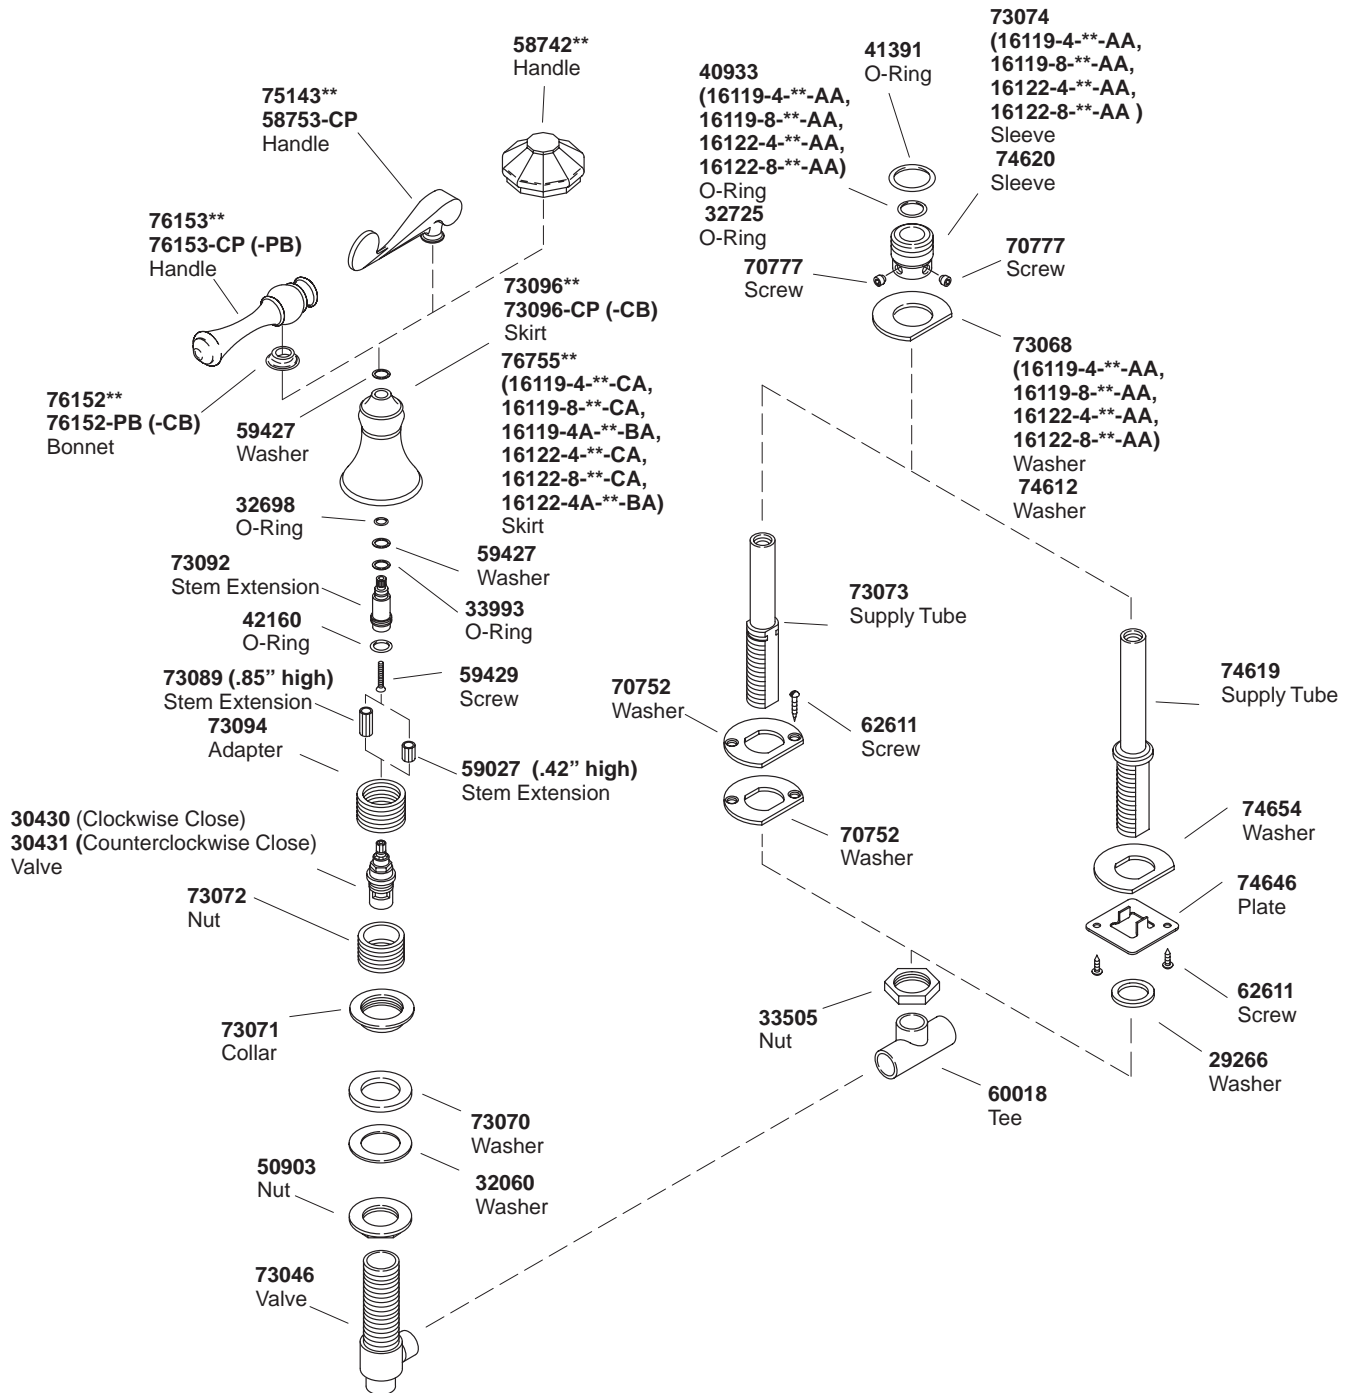 58742**
Handle
75143**
58753-CP
Handle
76153**
76153-CP (-PB)
Handle
76152**
76152-PB (-CB)
Bonnet
59427
Washer
73096**
73096-CP (-CB)
Skirt
76755**
(16119-4-**-CA,
16119-8-**-CA,
16119-4A-**-BA,
16122-4-**-CA,
16122-8-**-CA,
16122-4A-**-BA)
Skirt
32698
O-Ring
73092
Stem Extension
59427
Washer
33993
O-Ring
42160
O-Ring
73089 (.85” high)
Stem Extension
59429
Screw
73094
Adapter
59027 (.42” high)
Stem Extension
30430 (Clockwise Close)
30431 (Counterclockwise Close)
Valve
73072
Nut
73071
Collar
73070
Washer
32060
Washer
50903
Nut
73046
Valve
40933
(16119-4-**-AA,
16119-8-**-AA,
16122-4-**-AA,
16122-8-**-AA)
O-Ring
32725
O-Ring
41391
O-Ring
73074
(16119-4-**-AA,
16119-8-**-AA,
16122-4-**-AA,
16122-8-**-AA )
Sleeve
74620
Sleeve
70777
Screw
70777
Screw
73068
(16119-4-**-AA,
16119-8-**-AA,
16122-4-**-AA,
16122-8-**-AA)
Washer
74612
Washer
73073
Supply Tube
70752
Washer
62611
Screw
70752
Washer
74619
Supply Tube
74654
Washer
74646
Plate
62611
Screw
29266
Washer
33505
Nut
60018
Tee